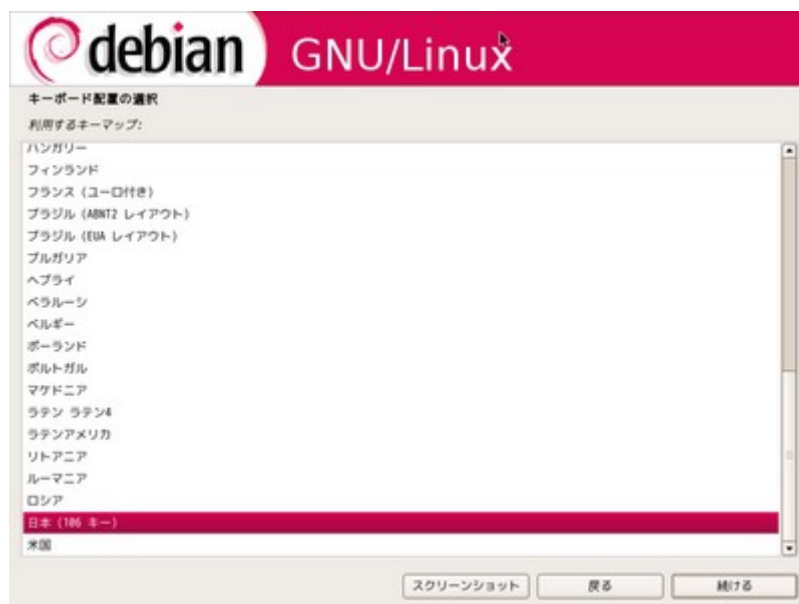 debian GNU/Linux
キーボード配置の選択
利用するキーマップ:
ハンガリー
フィンランド
フランス (ユーロ付き)
ブラジル (ABNT2 レイアウト)
ブラジル (EUA レイアウト)
ブルガリア
ヘブライ
ベラルーシ
ベルギー
ポーランド
ポルトガル
マケドニア
ラテン ラテン4
ラテンアメリカ
リトアニア
ルーマニア
ロシア
日本 (106 キー)
米国
スクリーンショット 戻る 続ける